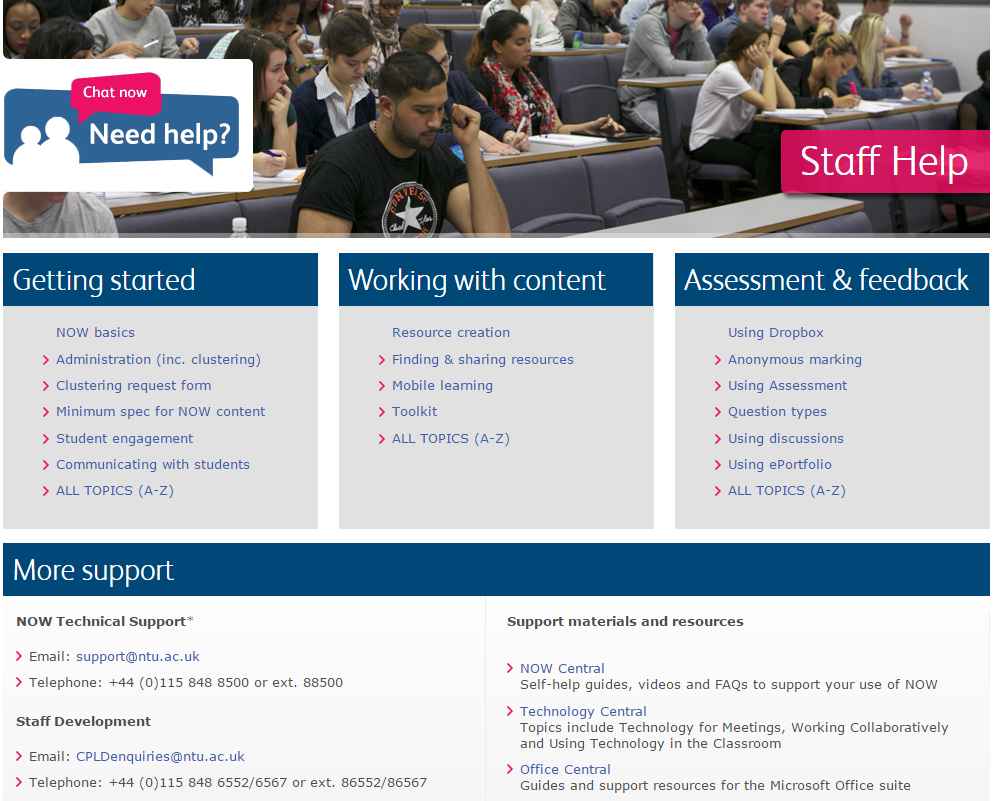 Chat now
Need help?
CONVERSE
Staff Help
Getting started
NOW basics
Administration (inc. clustering)
Clustering request form
Minimum spec for NOW content
Student engagement
Communicating with students
ALL TOPICS (A-Z)
Working with content
Resource creation
Finding & sharing resources
Mobile learning
Toolkit
ALL TOPICS (A-Z)
Assessment & feedback
Using Dropbox
Anonymous marking
Using Assessment
Question types
Using discussions
Using ePortfolio
ALL TOPICS (A-Z)
More support
NOW Technical Support*
Email: support@ntu.ac.uk
Telephone: +44 (0)115 848 8500 or ext. 88500
Staff Development
Email: CPLDenquiries@ntu.ac.uk
Telephone: +44 (0)115 848 6552/6567 or ext. 86552/86567
Support materials and resources
NOW Central
Self-help guides, videos and FAQs to support your use of NOW
Technology Central
Topics include Technology for Meetings, Working Collaboratively
and Using Technology in the Classroom
Office Central
Guides and support resources for the Microsoft Office suite